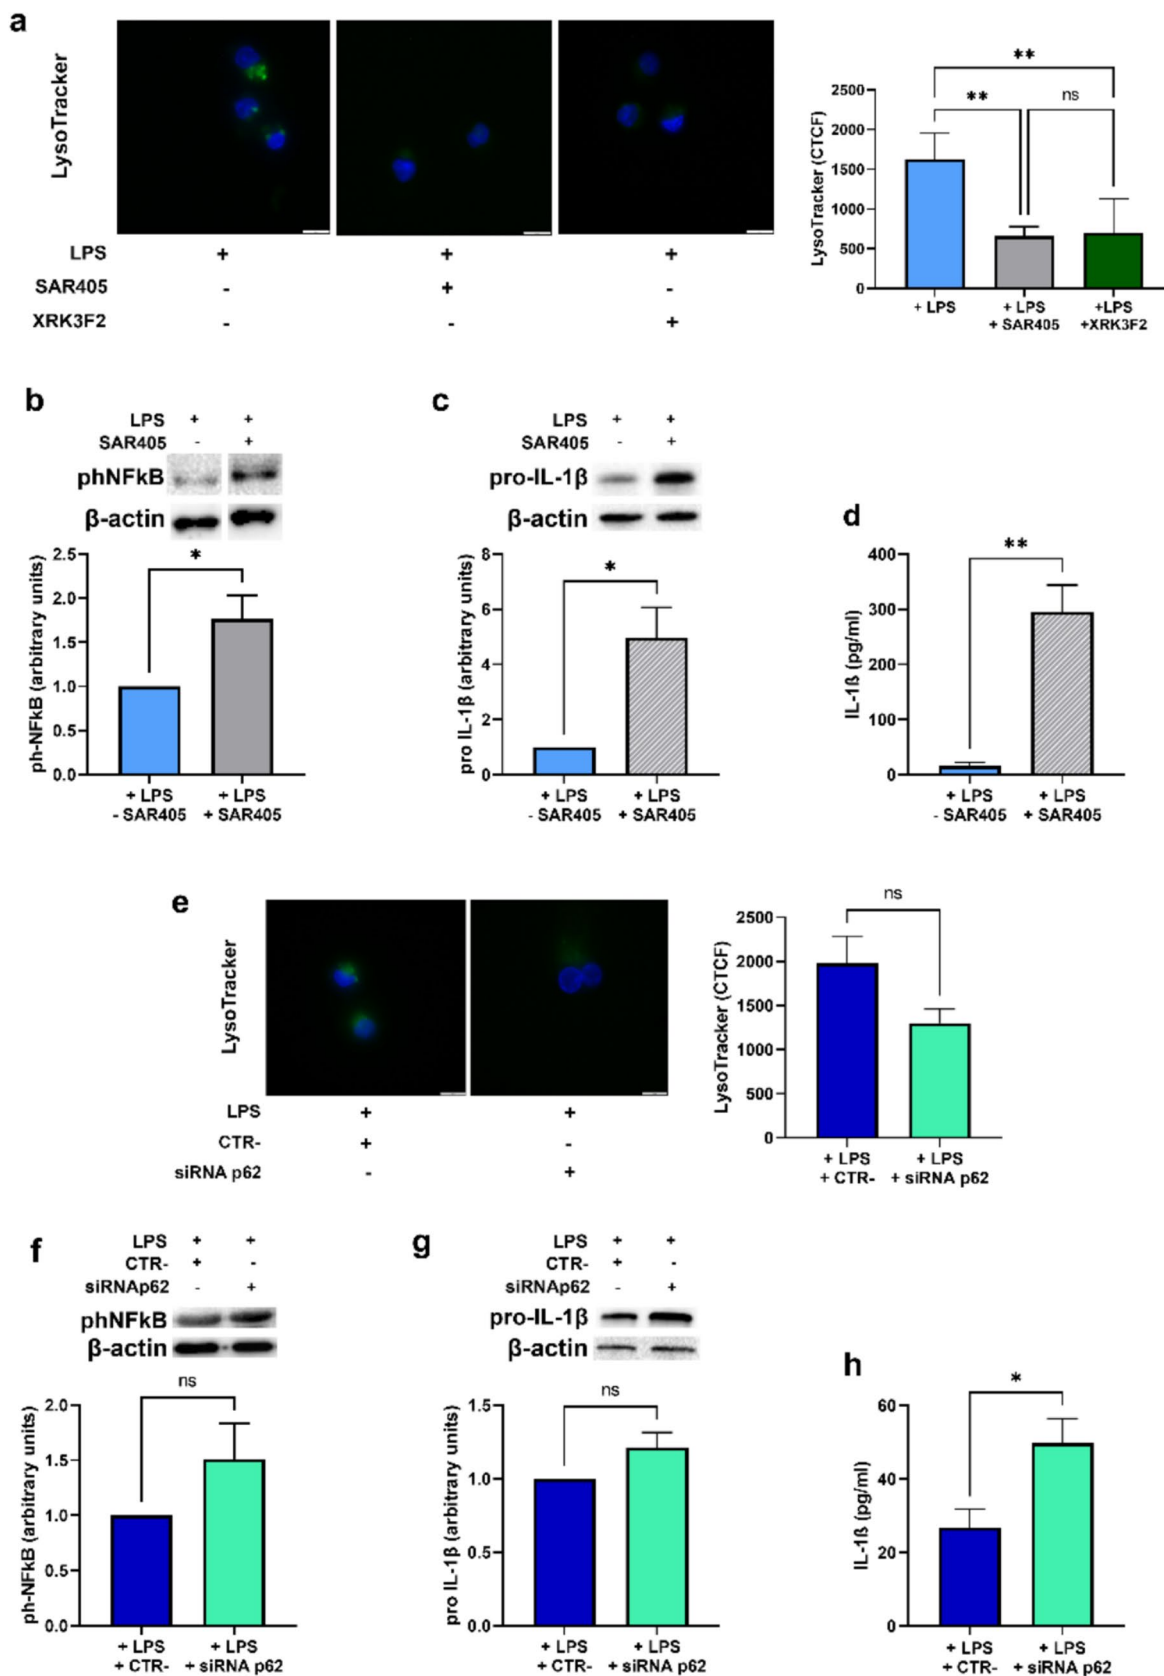 a
LysoTracker
LPS + + +
SAR405 - + -
XRK3F2 - - +
LysoTracker (CTCF)
2500
2000
1500
1000
500
0
**
**
ns
+ LPS
+ LPS
+ SAR405
+LPS
+XRK3F2
b
LPS + +
SAR405 - +
phNFkB
β-actin
ph-NFkB (arbitrary units)
2.5
2.0
1.5
1.0
0.5
0.0
*
+ LPS
- SAR405
+ LPS
+ SAR405
c
LPS + +
SAR405 - +
pro-IL-1β
β-actin
pro IL-1β (arbitrary units)
8
6
4
2
0
*
+ LPS
- SAR405
+ LPS
+ SAR405
d
IL-1ß (pg/ml)
400
300
200
100
0
**
+ LPS
- SAR405
+ LPS
+ SAR405
e
LysoTracker
LPS + +
CTR- + -
siRNA p62 - +
LysoTracker (CTCF)
2500
2000
1500
1000
500
0
ns
+ LPS
+ CTR-
+ LPS
+ siRNA p62
f
LPS + +
CTR- + -
siRNAp62 - +
phNFkB
β-actin
ph-NFkB (arbitrary units)
2.0
1.5
1.0
0.5
0.0
ns
+ LPS
+ CTR-
+ LPS
+ siRNA p62
g
LPS + +
CTR- + -
siRNAp62 - +
pro-IL-1β
β-actin
pro IL-1β (arbitrary units)
1.5
1.0
0.5
0.0
ns
+ LPS
+ CTR-
+ LPS
+ siRNA p62
h
IL-1ß (pg/ml)
60
40
20
0
*
+ LPS
+ CTR-
+ LPS
+ siRNA p62